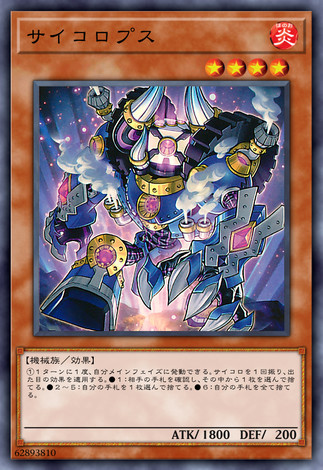 サイコロプス
炎
ほのお
【機械族／効果】
①１ターンに１度、自分メインフェイズに発動できる。サイコロを１回振り、出
た目の効果を適用する。●１：相手の手札を確認し、その中から１枚を選んで捨
てる。●２～５：自分の手札を１枚選んで捨てる。●６：自分の手札を全て捨て
る。
ATK/ 1800 DEF/ 200
62893810